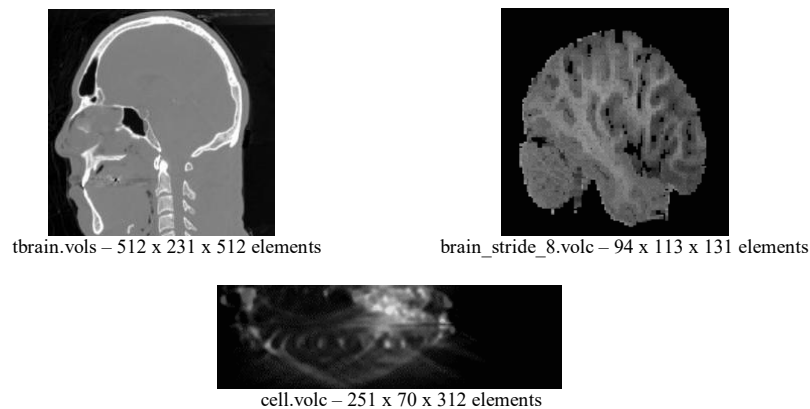 tbrain.vols – 512 x 231 x 512 elements
brain_stride_8.volc – 94 x 113 x 131 elements
cell.volc – 251 x 70 x 312 elements